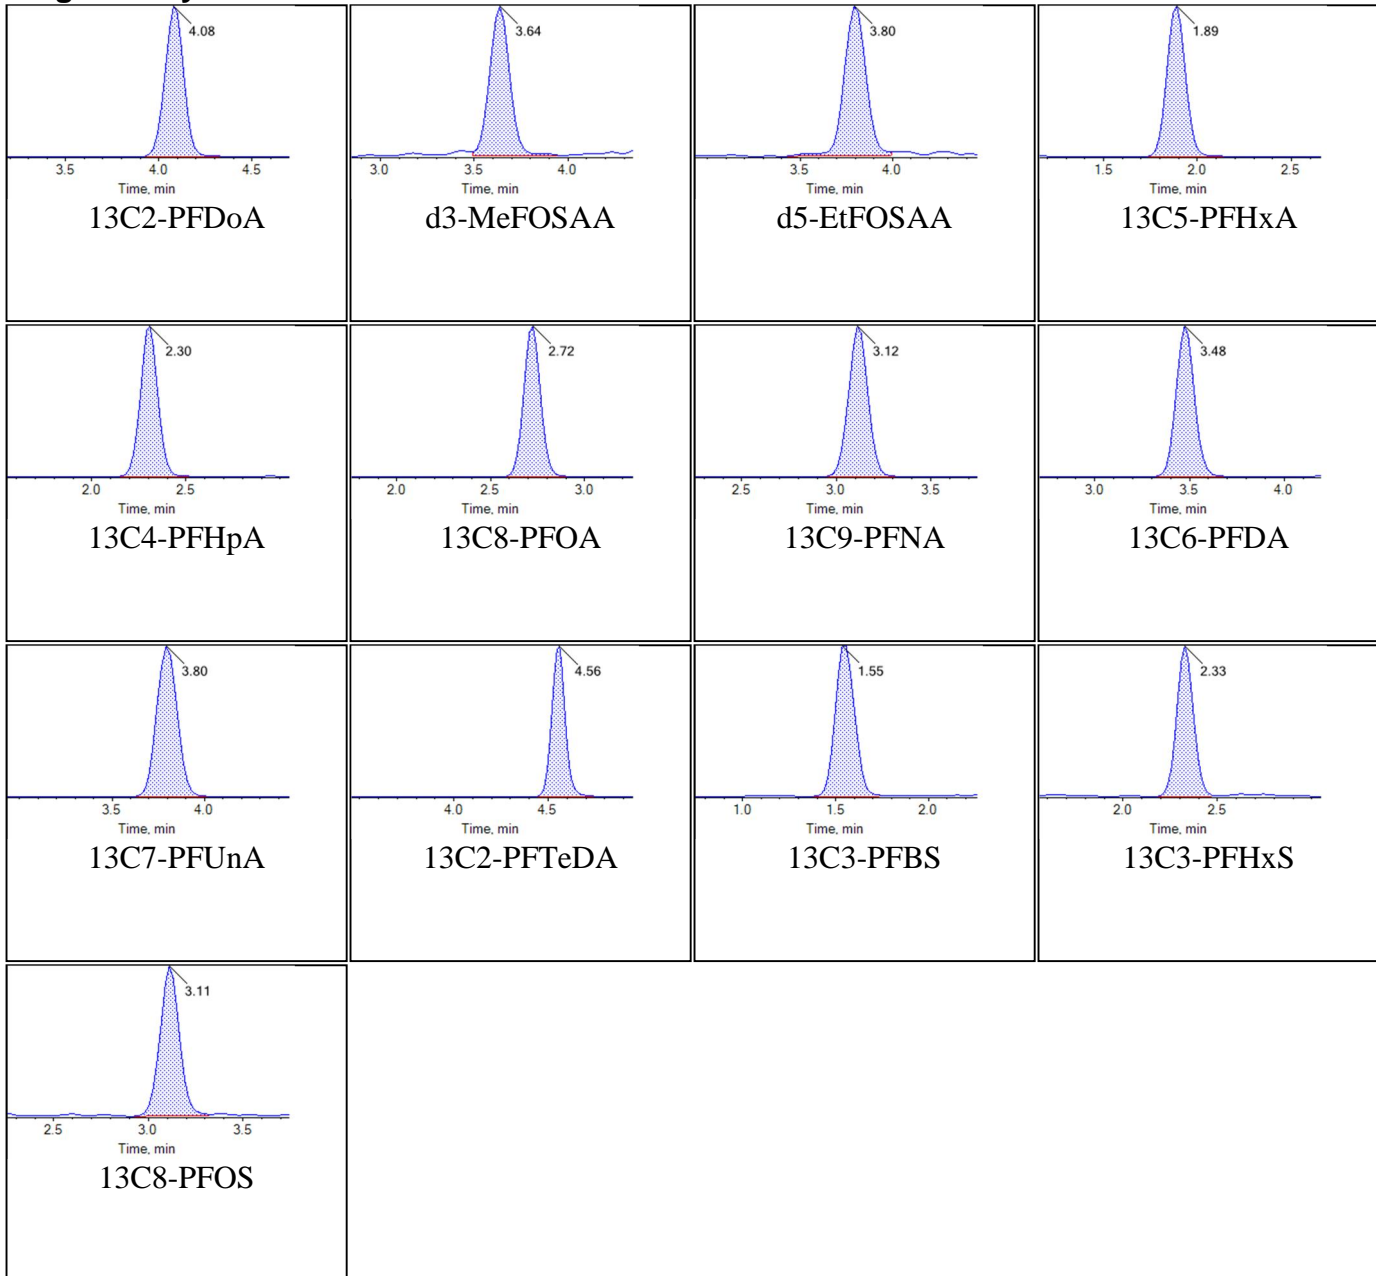 4.08
3.5 4.0 4.5
Time, min
13C2-PFDoA
3.64
3.0 3.5 4.0
Time, min
d3-MeFOSAA
3.80
3.5 4.0
Time, min
d5-EtFOSAA
1.89
1.5 2.0 2.5
Time, min
13C5-PFHxA
2.30
2.0 2.5
Time, min
13C4-PFHpA
2.72
2.0 2.5 3.0
Time, min
13C8-PFOA
3.12
2.5 3.0 3.5
Time, min
13C9-PFNA
3.48
3.0 3.5 4.0
Time, min
13C6-PFDA
3.80
3.5 4.0
Time, min
13C7-PFUnA
4.56
4.0 4.5
Time, min
13C2-PFTeDA
1.55
1.0 1.5 2.0
Time, min
13C3-PFBS
2.33
2.0 2.5
Time, min
13C3-PFHxS
3.11
2.5 3.0 3.5
Time, min
13C8-PFOS